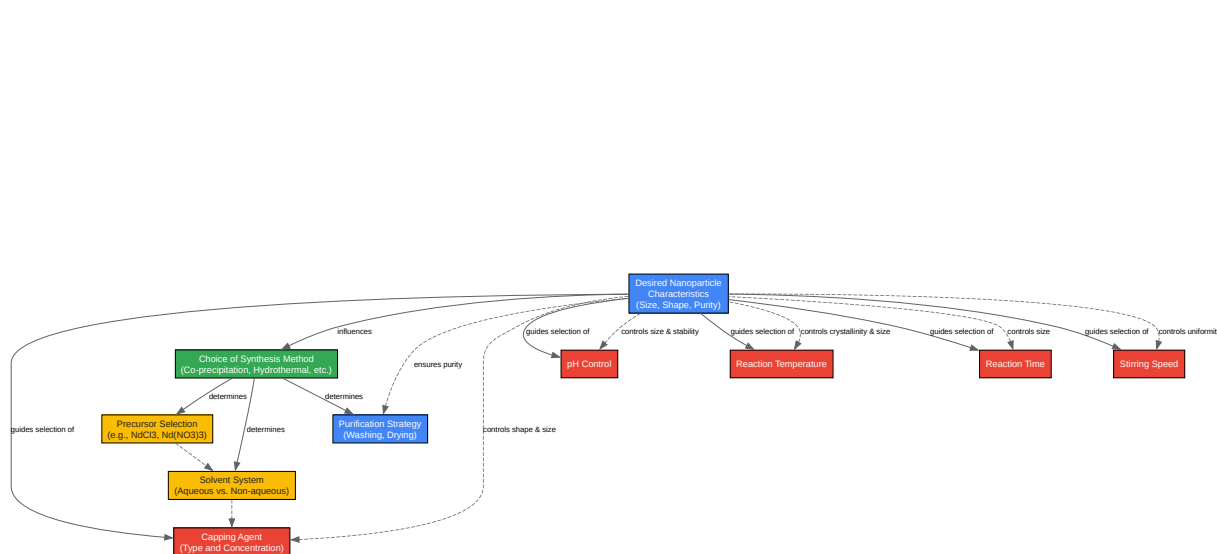 Desired Nanoparticle
Characteristics
(Size, Shape, Purity)
influences
guides selection of
controls size & stability
guides selection of
controls crystallinity & size
guides selection of
controls size
guides selection of
controls uniformit
Choice of Synthesis Method
(Co-precipitation, Hydrothermal, etc.)
ensures purity
pH Control
Reaction Temperature
Reaction Time
Stirring Speed
determines
determines
Precursor Selection
(e.g., NdCl3, Nd(NO3)3)
Purification Strategy
(Washing, Drying)
guides selection of
determines
controls shape & size
Solvent System
(Aqueous vs. Non-aqueous)
Capping Agent
(Type and Concentration)